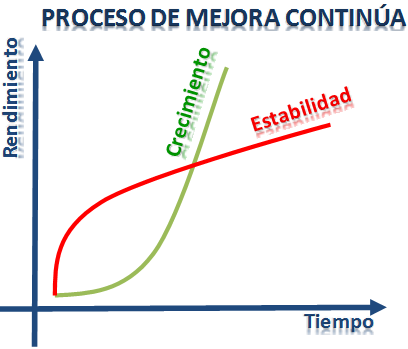 PROCESO DE MEJORA CONTINÚA
Rendimiento
Crecimiento
Estabilidad
Tiempo